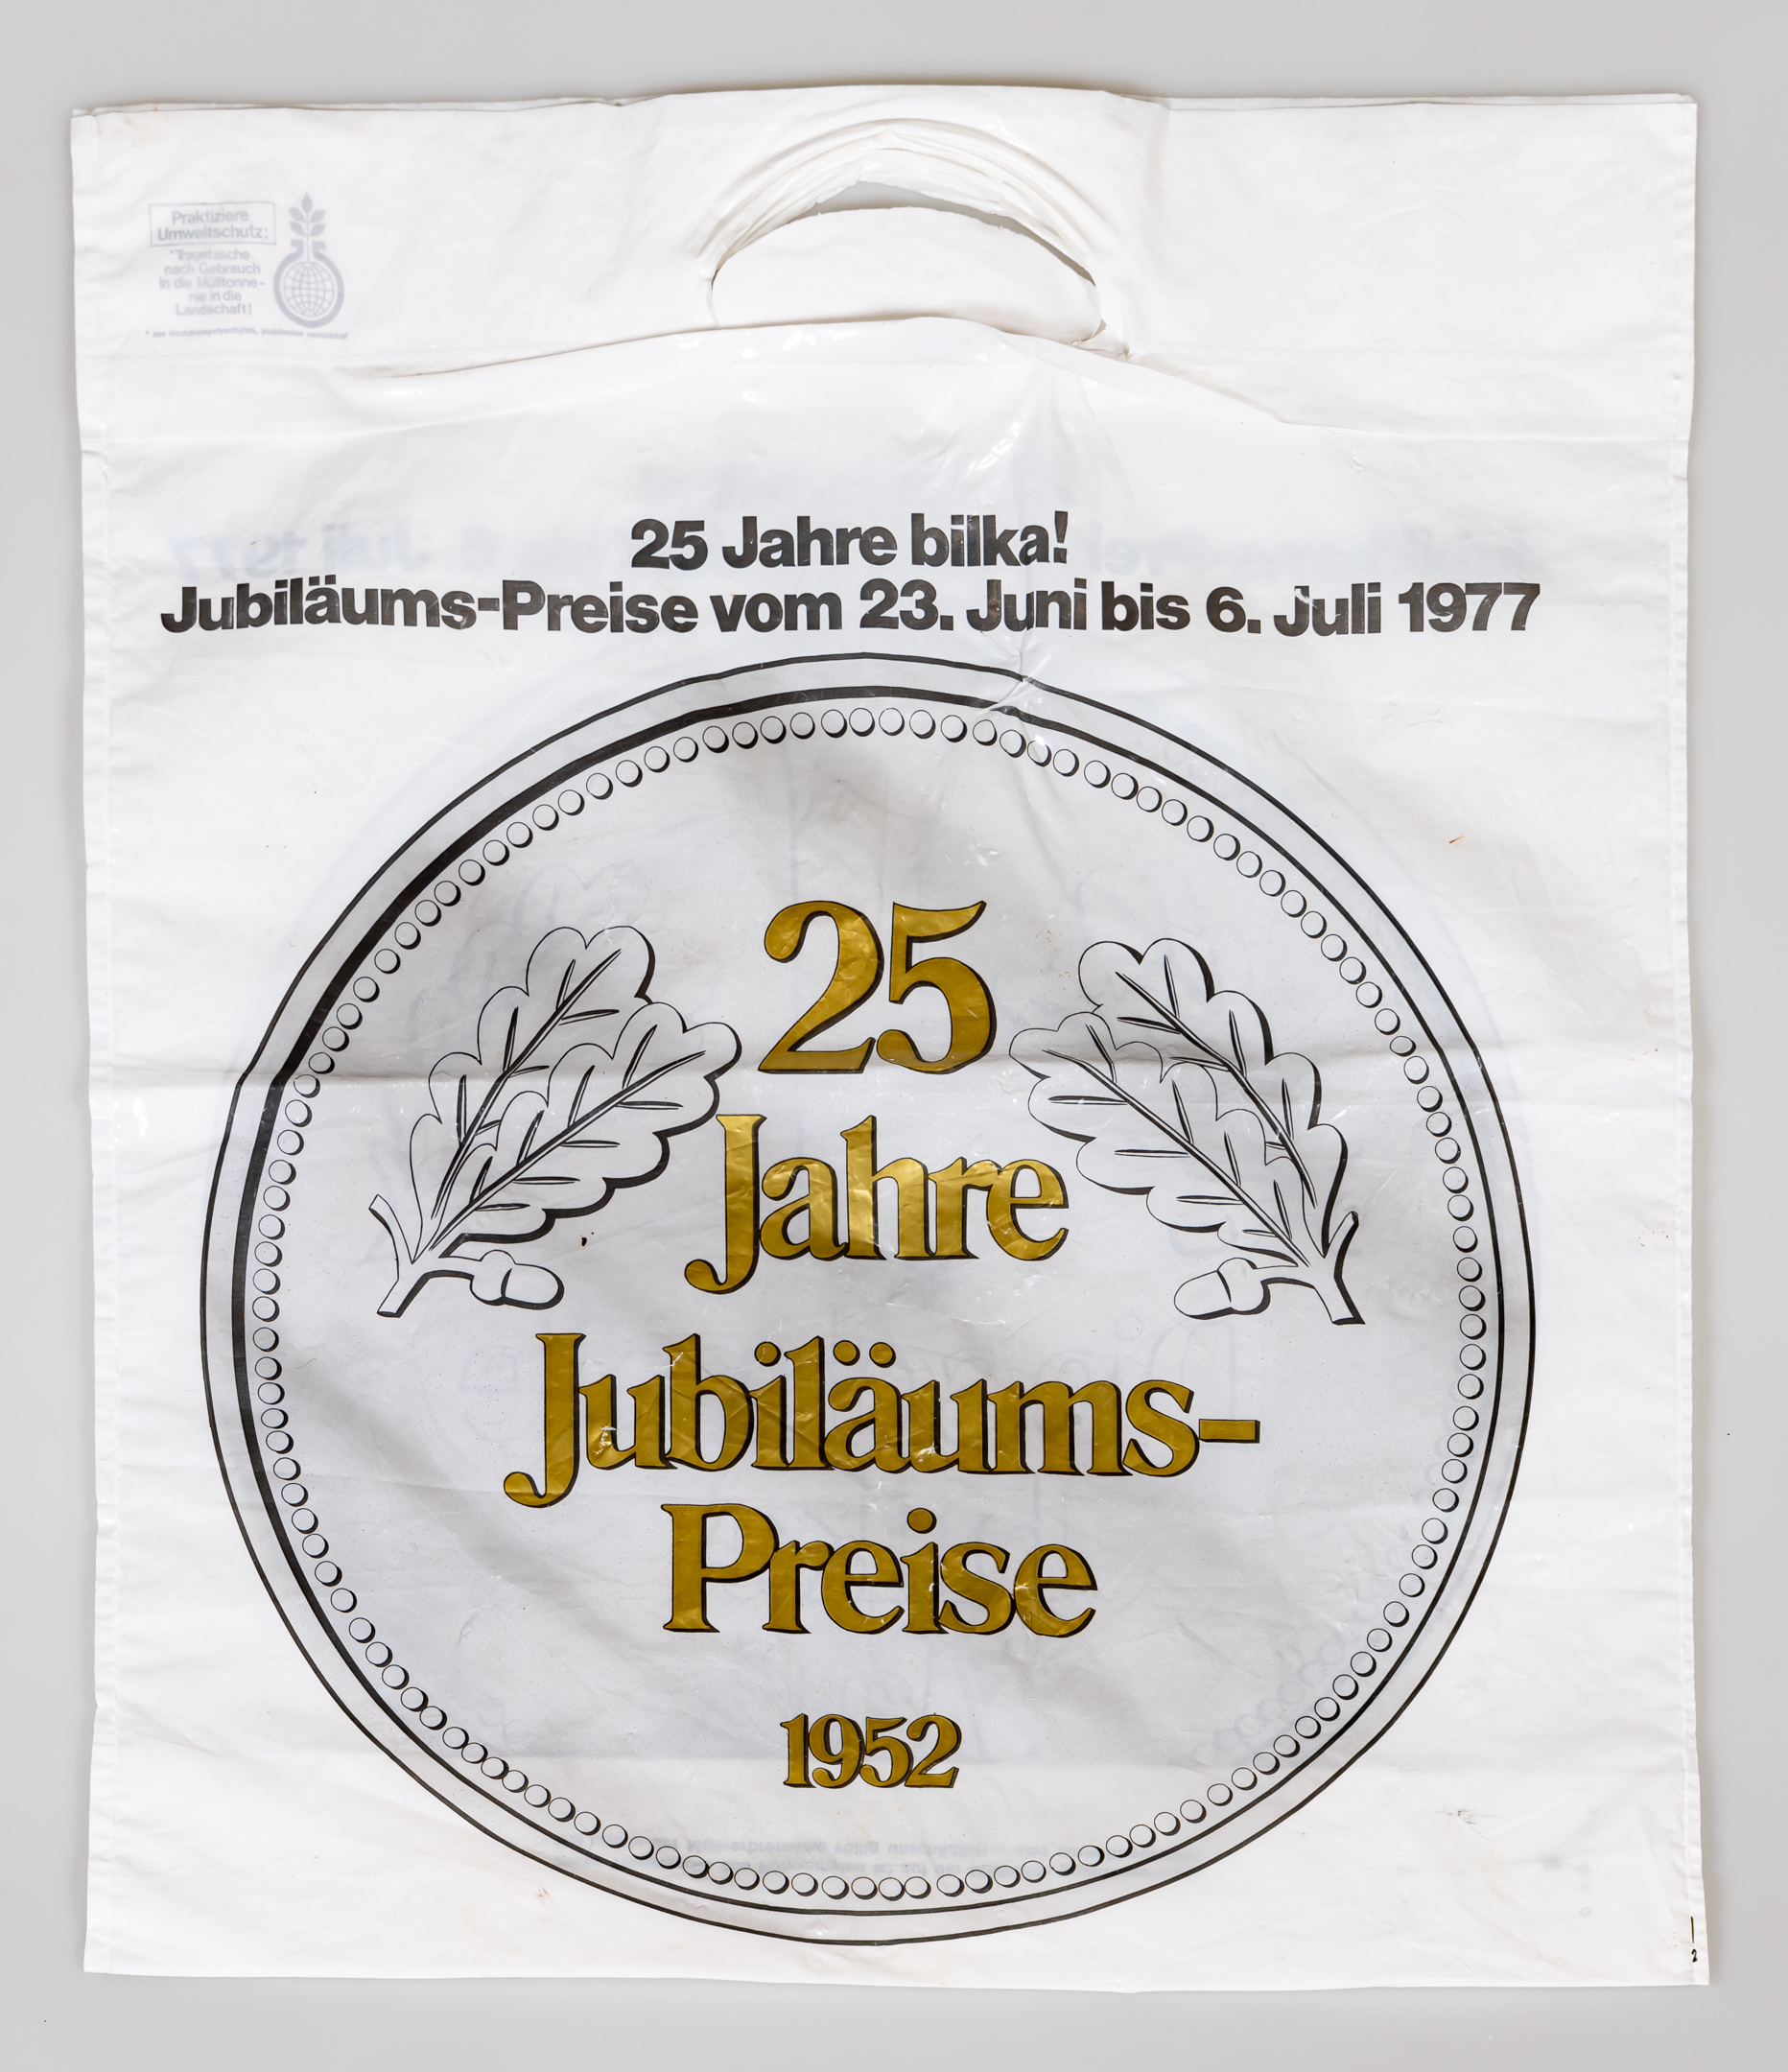 Praktiziere
Umweltschutz:
*Tragetasche
nach Gebrauch
in die Mülltonne -
nie in die
Landschaft!
25 Jahre bilka!
Jubiläums-Preise vom 23. Juni bis 6. Juli 1977
25
Jahre
Jubiläums-
Preise
1952
2